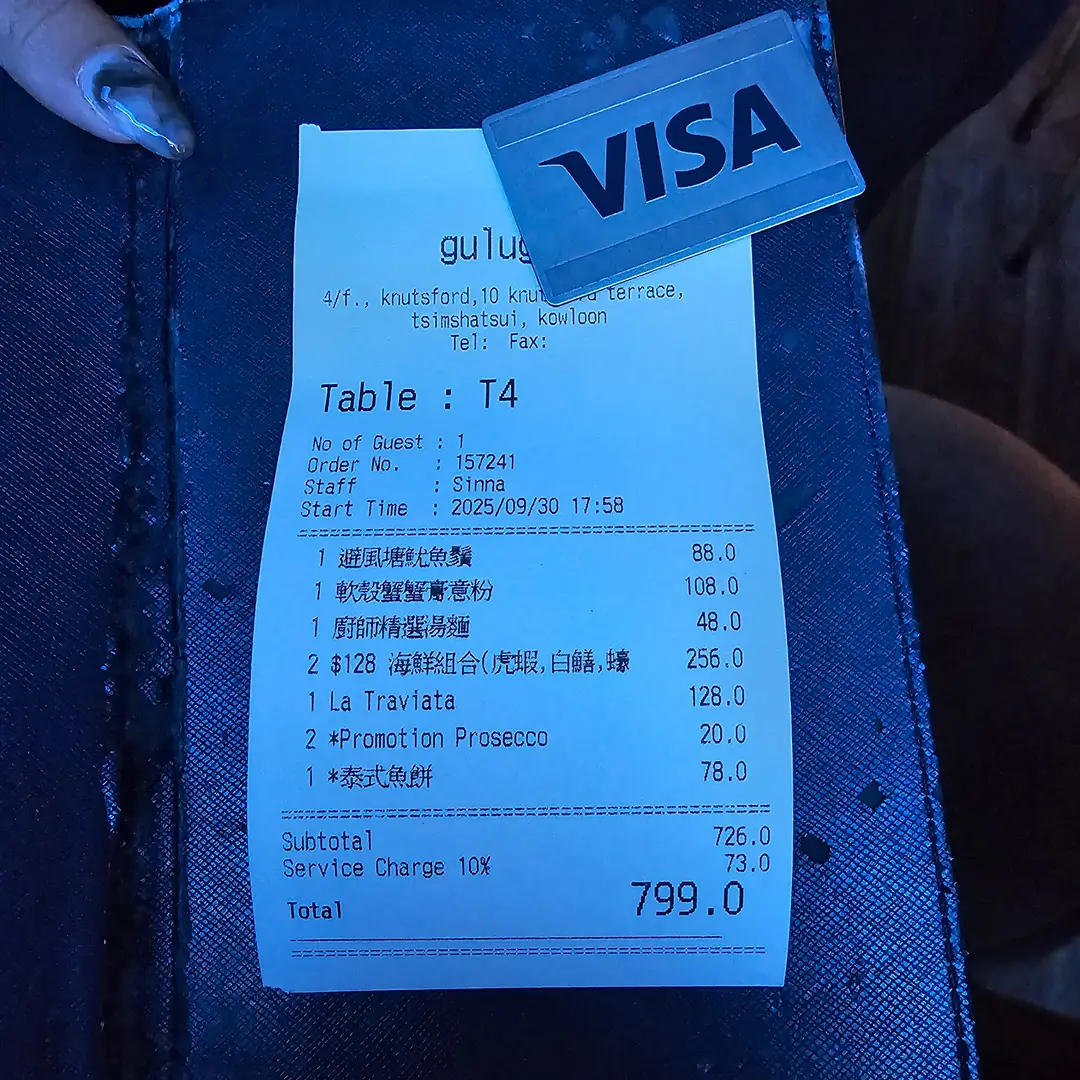 VISA
4/f., knutsford,10 terrace,
tsimshatsui, kowloon
Tel: Fax:
Table : T4
No of Guest : 1
Order No. : 157241
Staff : Sinna
Start Time : 2025/09/30 17:58
1 避風塘魷魚鬚 88.0
1 軟殼蟹蟹膏意粉 108.0
1 廚師精選湯麵 48.0
2 $128 海鮮組合(虎蝦,白鱔,蠔 256.0
1 La Traviata 128.0
2 *Promotion Prosecco 20.0
1 *泰式魚餅 78.0
Subtotal 726.0
Service Charge 10% 73.0
Total 799.0